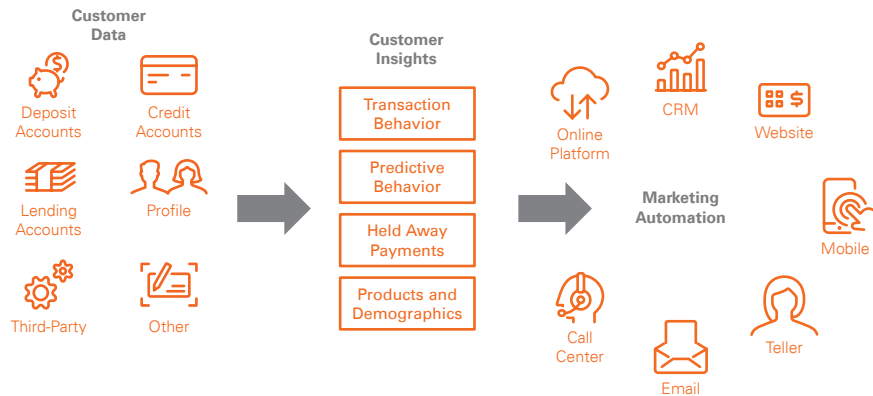 Customer
Data
Deposit
Accounts
Credit
Accounts
Lending
Accounts
Profile
Third-Party
Other
Customer
Insights
Transaction
Behavior
Predictive
Behavior
Held Away
Payments
Products and
Demographics
Marketing
Automation
Online
Platform
CRM
Website
Mobile
Teller
Email
Call
Center